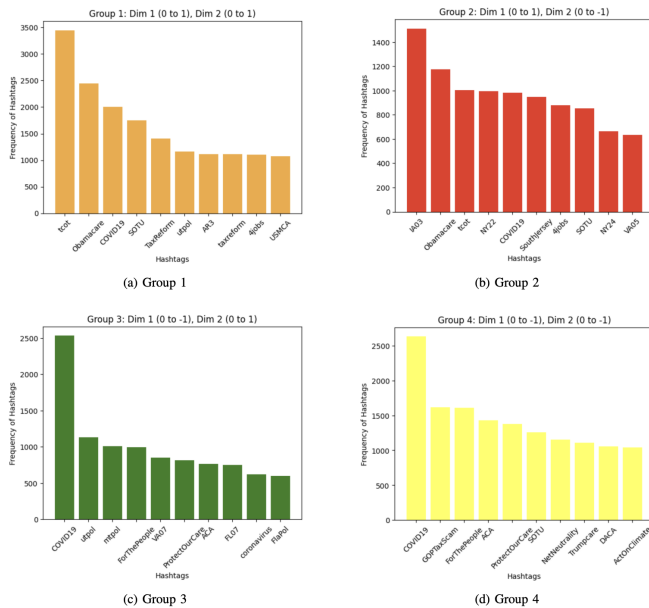 Group 1: Dim 1 (0 to 1), Dim 2 (0 to 1)
Frequency of Hashtags
3500
3000
2500
2000
1500
1000
500
0
tcot
Obamacare
COVID19
SOTU
TaxReform
utpol
AR3
taxreform
4jobs
USMCA
Hashtags
(a) Group 1
Group 2: Dim 1 (0 to 1), Dim 2 (0 to -1)
Frequency of Hashtags
1400
1200
1000
800
600
400
200
0
IA03
Obamacare
tcot
NY22
COVID19
SouthJersey
4jobs
SOTU
NY24
VA05
Hashtags
(b) Group 2
Group 3: Dim 1 (0 to -1), Dim 2 (0 to 1)
Frequency of Hashtags
2500
2000
1500
1000
500
0
COVID19
utpol
mtpol
ForThePeople
VA07
ProtectOurCare
ACA
FL07
coronavirus
FlaPol
Hashtags
(c) Group 3
Group 4: Dim 1 (0 to -1), Dim 2 (0 to -1)
Frequency of Hashtags
2500
2000
1500
1000
500
0
COVID19
GOPTaxScam
ForThePeople
ACA
ProtectOurCare
SOTU
NetNeutrality
Trumpcare
DACA
ActOnClimate
Hashtags
(d) Group 4